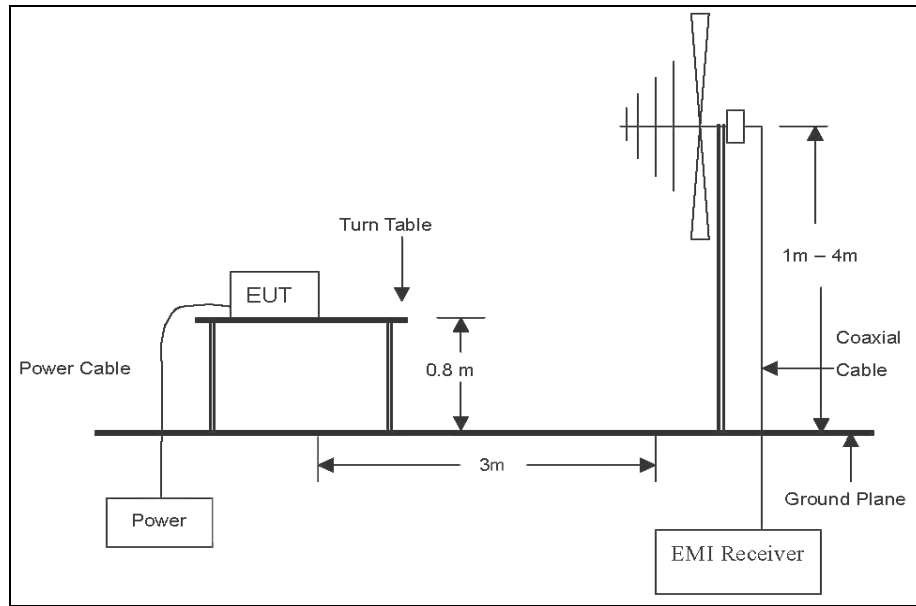 Turn Table
1m – 4m
EUT
Coaxial
Cable
Power Cable
0.8 m
3m
Ground Plane
Power
EMI Receiver